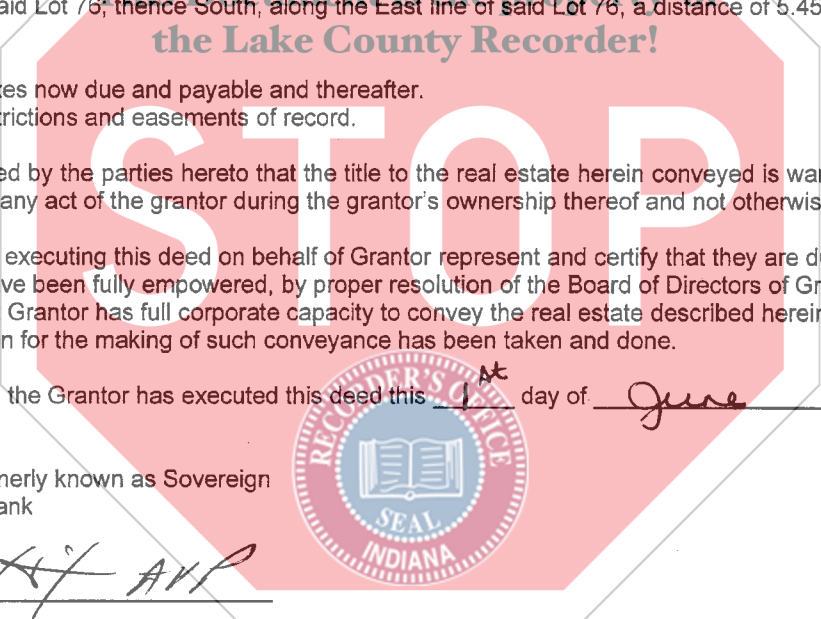 aid Lot 76; thence South, along the East line of said Lot 76, a distance of 5.45
the Lake County Recorder!
es now due and payable and thereafter.
rictions and easements of record.
STOP
ed by the parties hereto that the title to the real estate herein conveyed is wa
any act of the grantor during the grantor's ownership thereof and not otherwis
executing this deed on behalf of Grantor represent and certify that they are d
ve been fully empowered, by proper resolution of the Board of Directors of Gr
Grantor has full corporate capacity to convey the real estate described herein
n for the making of such conveyance has been taken and done.
the Grantor has executed this deed this 1st day of June
RECORDER'S OFFICE
SEAL
INDIANA
merly known as Sovereign
ank
AVP